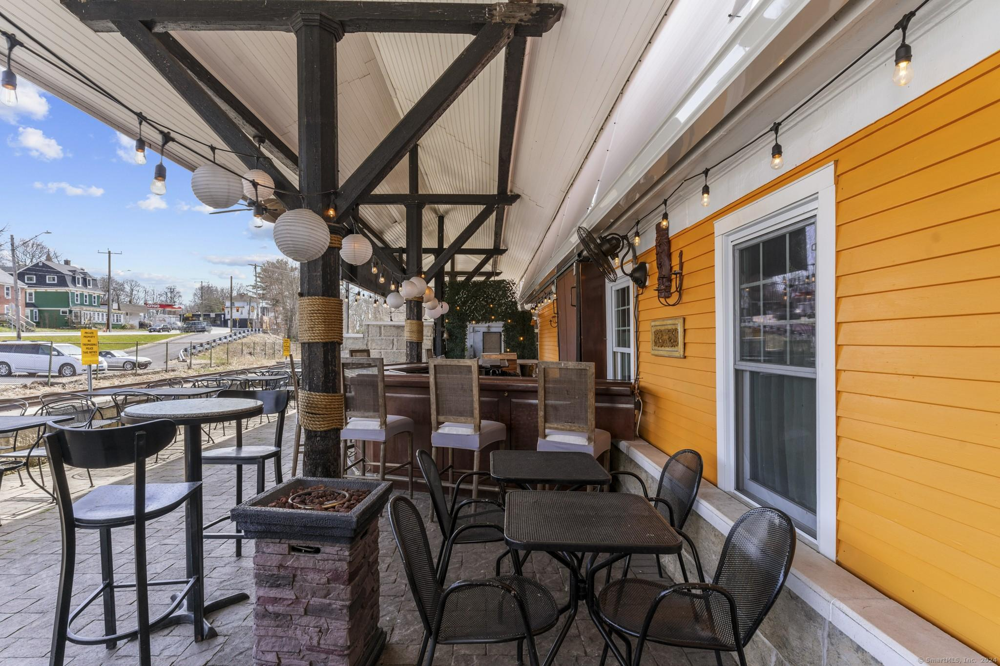 CITGO
PRIVATE
PROPERTY
NO
TRESPASSING
POLICE
TAKE NOTICE
© SmartMLS, Inc. 2024